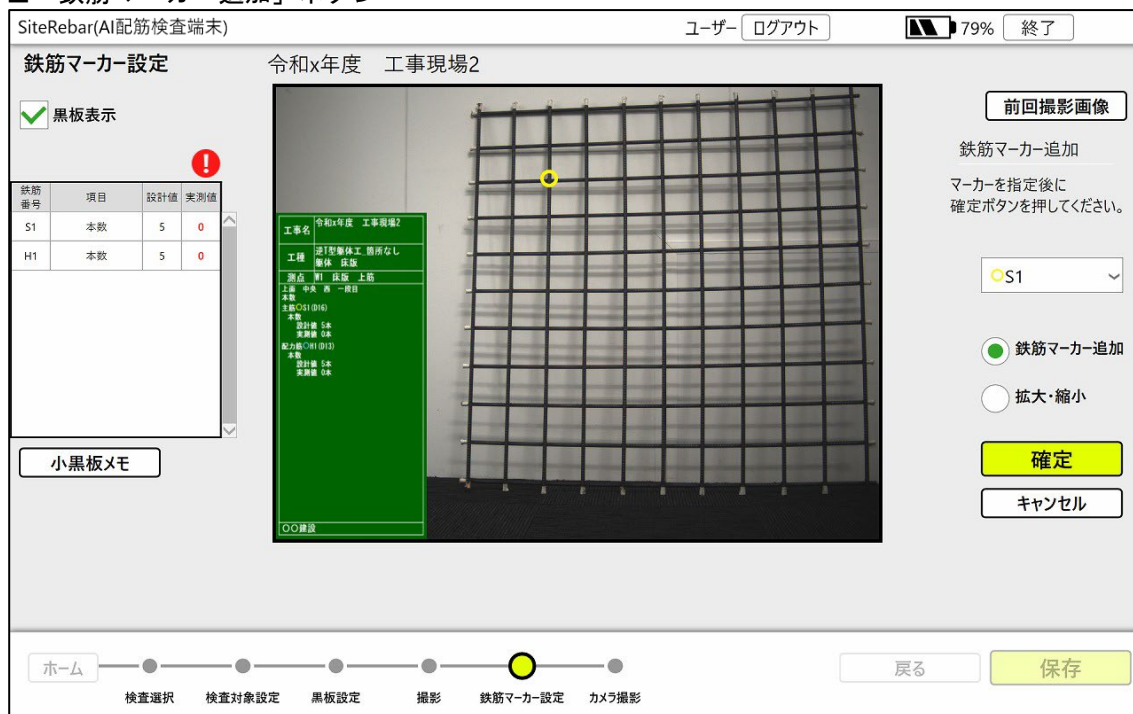 SiteRebar(AI配筋検査端末)
ユーザー ログアウト
79% 終了
鉄筋マーカー設定
令和x年度 工事現場2
黒板表示
前回撮影画像
鉄筋マーカー追加
マーカーを指定後に
確定ボタンを押してください。
鉄筋番号 項目 設計値 実測値
S1 本数 5 0
H1 本数 5 0
小黒板メモ
工事名 令和x年度 工事現場2
工種 逆T型躯体工_箇所なし
躯体 床版
測点 W1 床版 上筋
上面 中央 西 一段目
本数
主筋○S1(D16)
本数
設計値 5本
実測値 0本
配力筋○H1(D13)
本数
設計値 5本
実測値 0本
〇〇建設
S1
鉄筋マーカー追加
拡大・縮小
確定
キャンセル
ホーム
検査選択
検査対象設定
黒板設定
撮影
鉄筋マーカー設定
カメラ撮影
戻る
保存